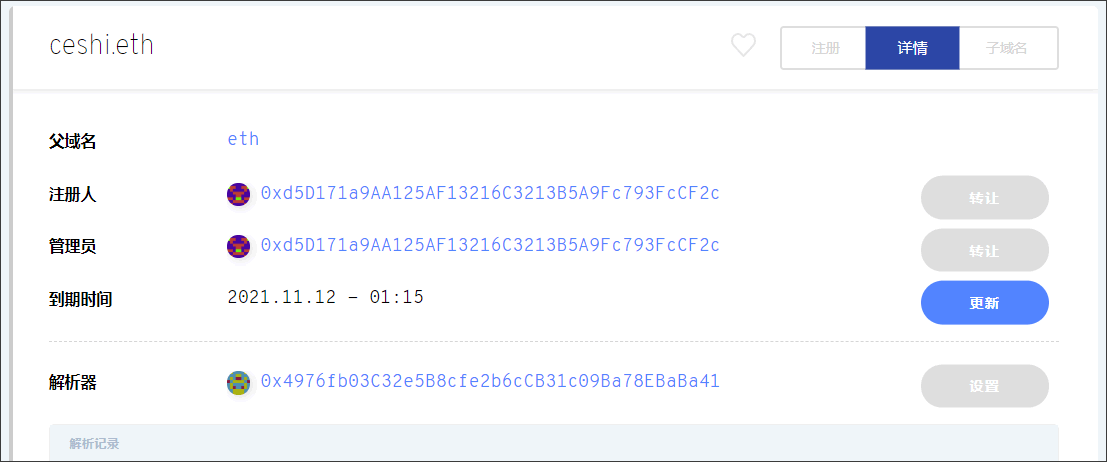 ceshi.eth
注册 详情 子域名
父域名 eth
注册人 0xd5D171a9AA125AF13216C3213B5A9Fc793FcCF2c 转让
管理员 0xd5D171a9AA125AF13216C3213B5A9Fc793FcCF2c 转让
到期时间 2021.11.12 - 01:15 更新
解析器 0x4976fb03C32e5B8cfe2b6cCB31c09Ba78EBaBa41 设置
解析记录